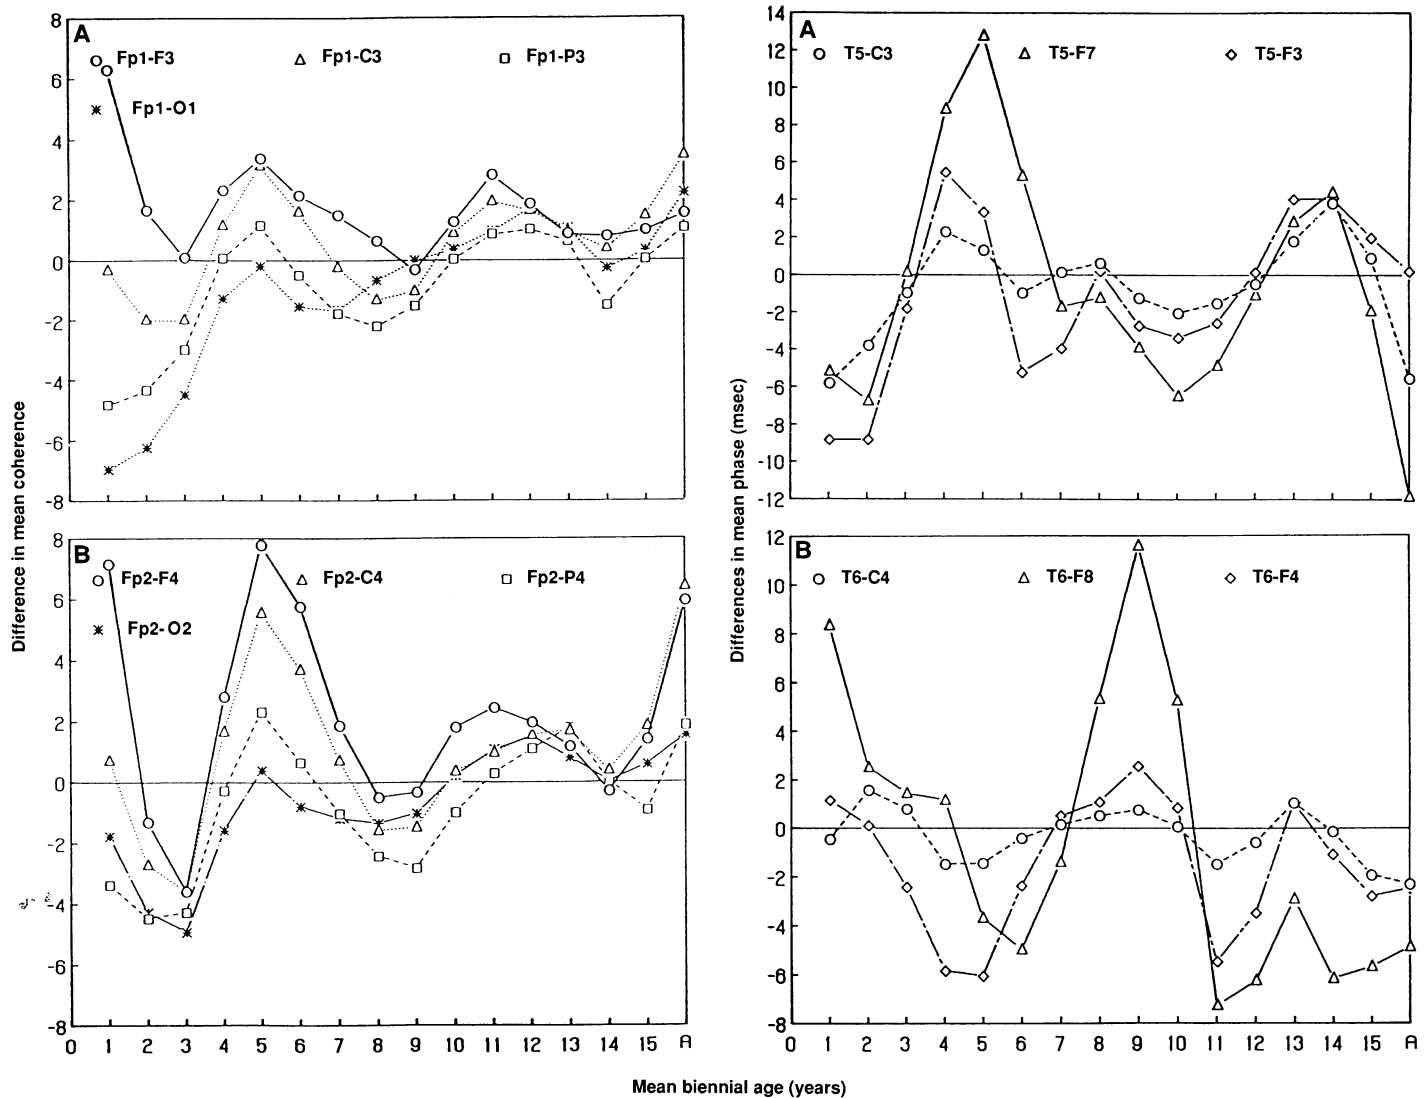 Difference in mean coherence
A
Fp1-F3 Fp1-C3 Fp1-P3
Fp1-O1
8
6
4
2
0
-2
-4
-6
-8
B
Fp2-F4 Fp2-C4 Fp2-P4
Fp2-O2
8
6
4
2
0
-2
-4
-6
-8
0 1 2 3 4 5 6 7 8 9 10 11 12 13 14 15 A
Differences in mean phase (msec)
A
T5-C3 T5-F7 T5-F3
14
12
10
8
6
4
2
0
-2
-4
-6
-8
-10
-12
B
T6-C4 T6-F8 T6-F4
12
10
8
6
4
2
0
-2
-4
-6
-8
0 1 2 3 4 5 6 7 8 9 10 11 12 13 14 15 A
Mean biennial age (years)